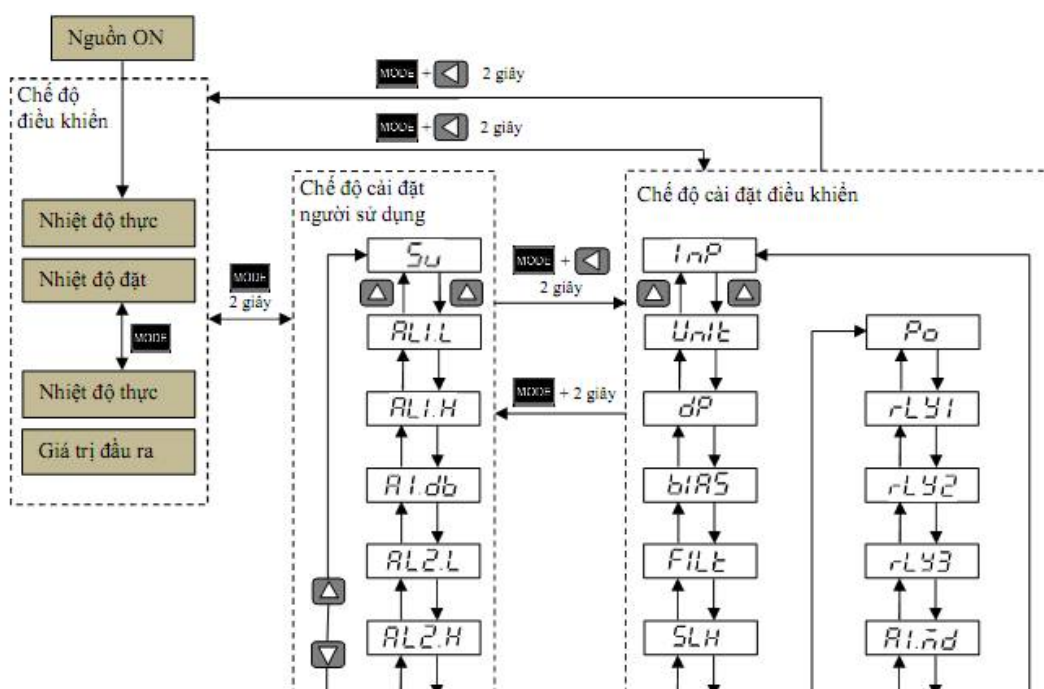 Nguồn ON
MODE + 2 giây
Chế độ
điều khiển
MODE + 2 giây
Chế độ cài đặt
người sử dụng
Chế độ cài đặt điều khiển
Nhiệt độ thực
Nhiệt độ đặt
MODE
2 giây
MODE
Nhiệt độ thực
Giá trị đầu ra
Su
AL1.L
AL1.H
A1.db
AL2.L
AL2.H
MODE +
2 giây
MODE + 2 giây
InP
UnIt
dP
bIAS
FILt
SLH
Po
rLY1
rLY2
rLY3
A1.md